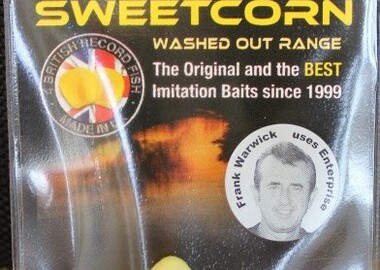 SWEETCORN
WASHED OUT RANGE
The Original and the BEST
Imitation Baits since 1999
4 BRITISH RECORD FISH
MADE IN
Frank Warwick uses Enterprise